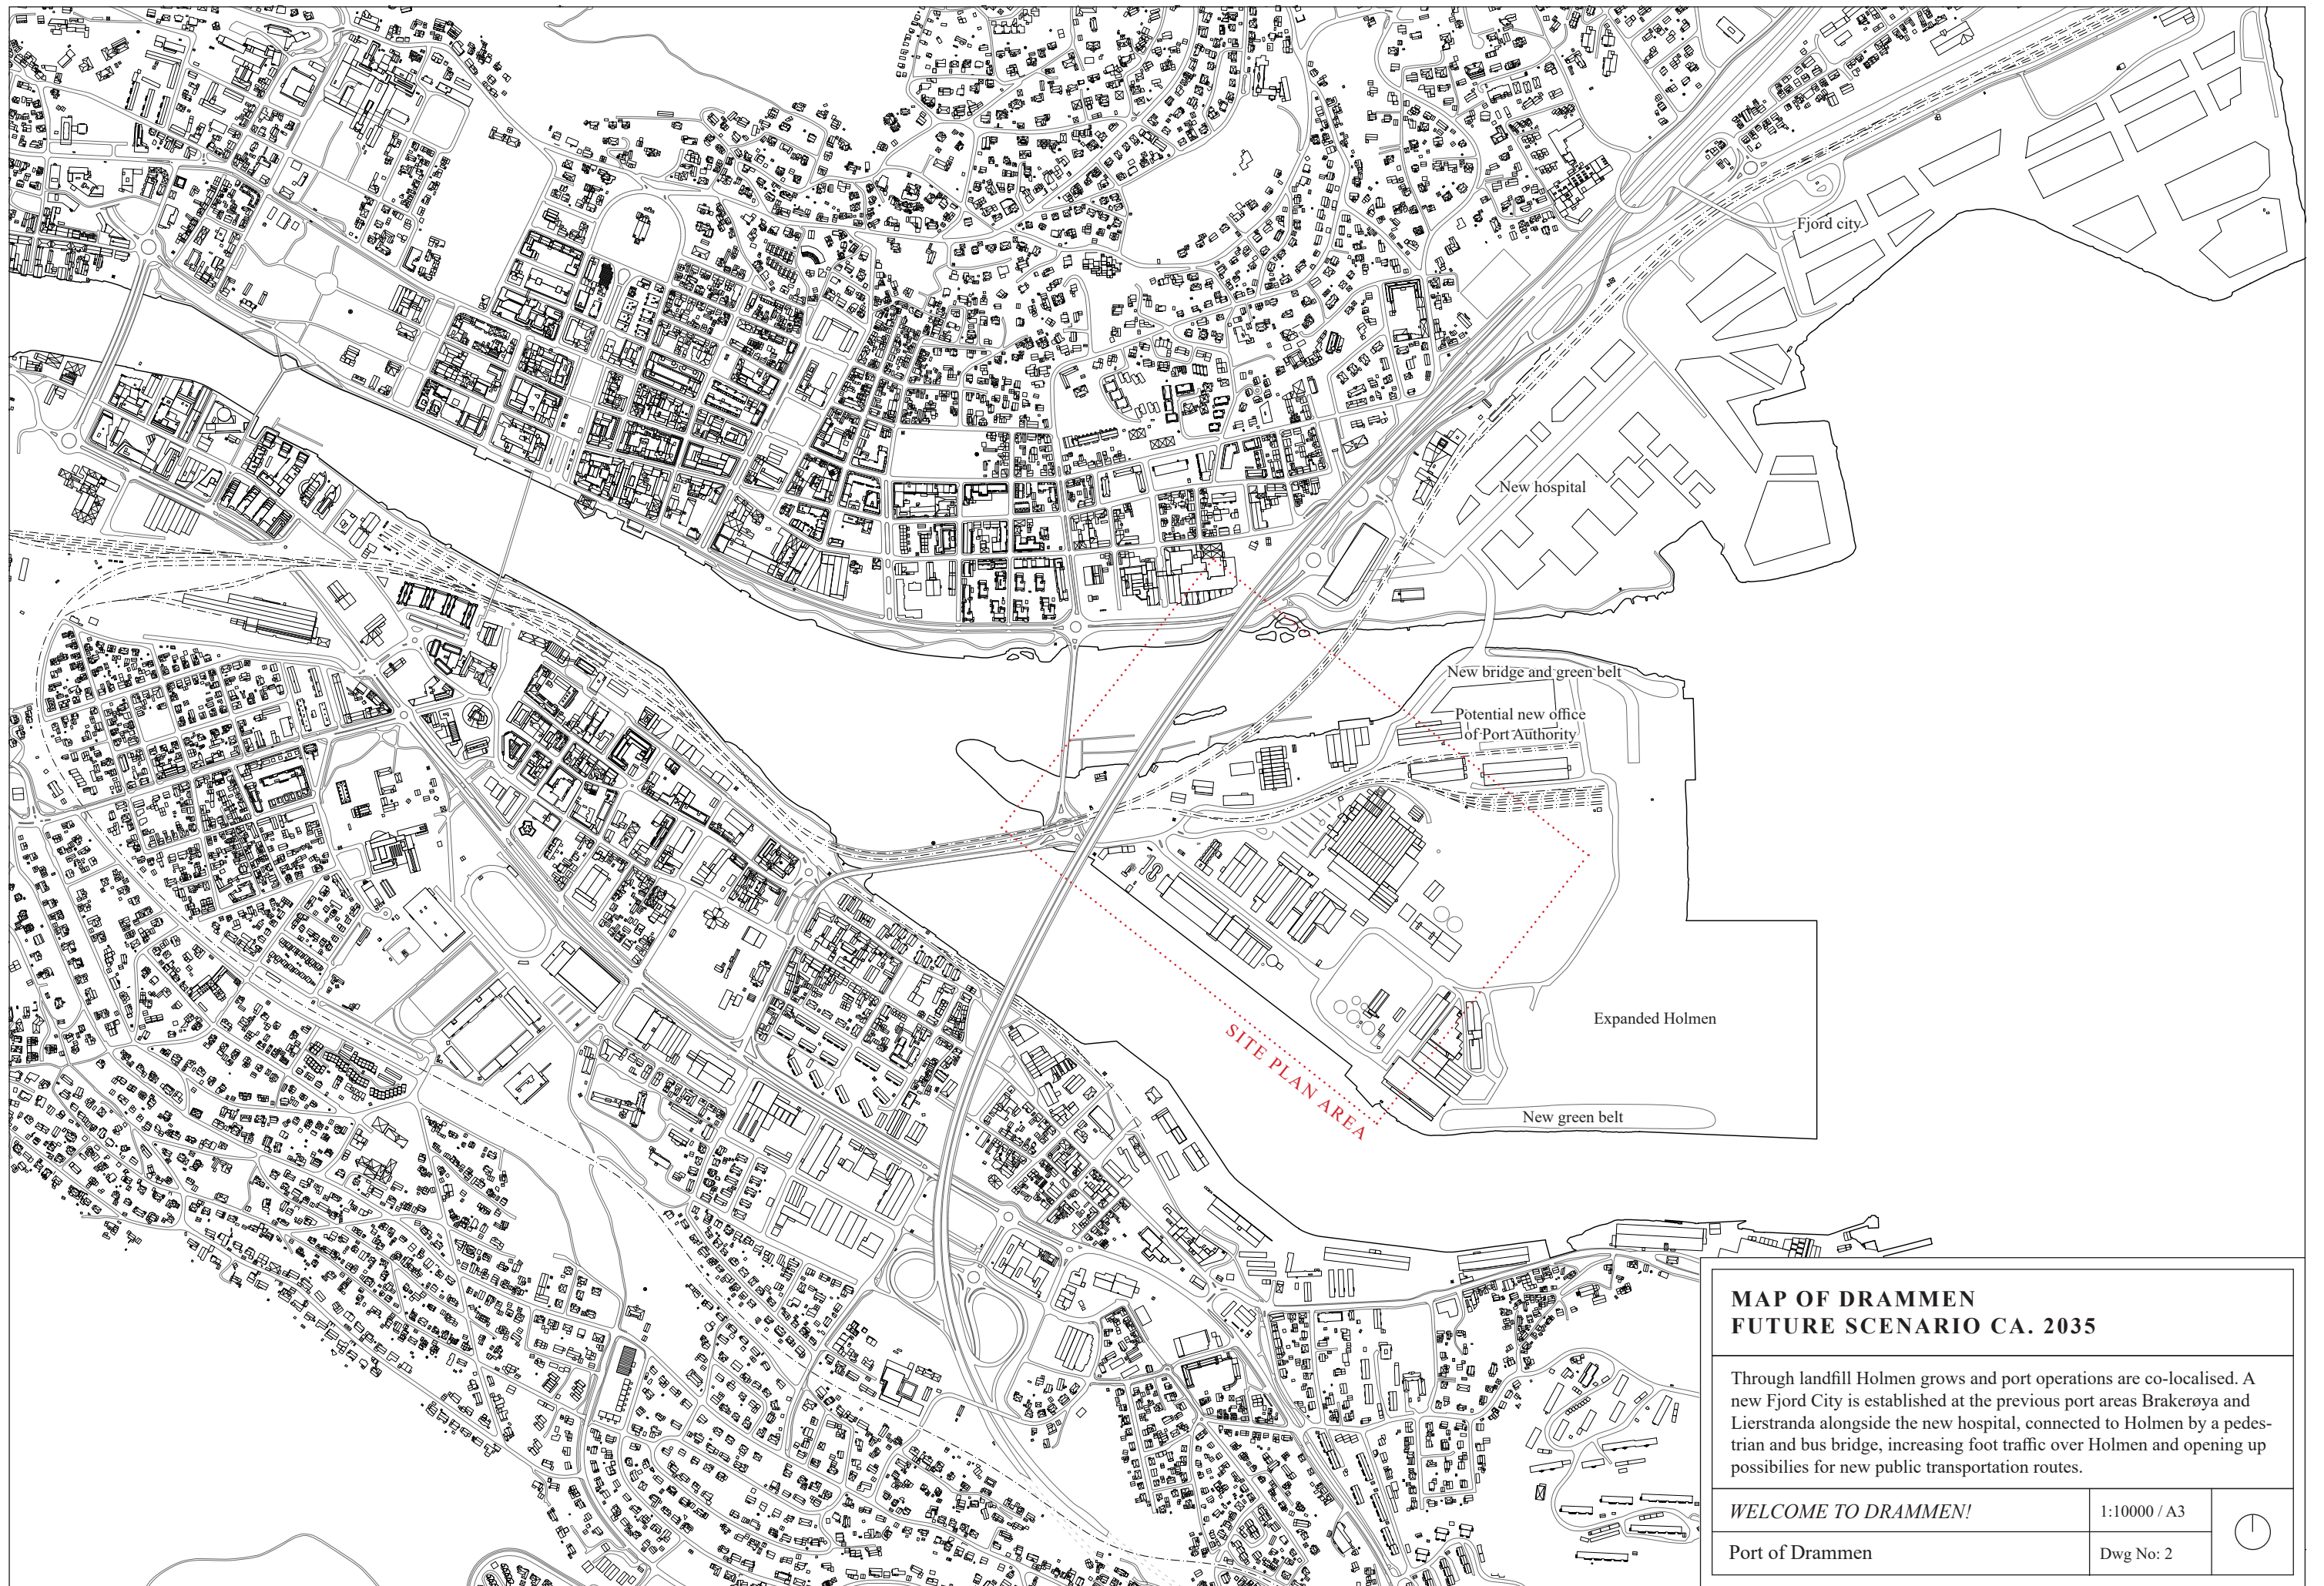 Fjord city
New hospital
New bridge and green belt
Potential new office
of Port Authority
Expanded Holmen
SITE PLAN AREA
New green belt
MAP OF DRAMMEN
FUTURE SCENARIO CA. 2035
Through landfill Holmen grows and port operations are co-localised. A
new Fjord City is established at the previous port areas Brakerøya and
Lierstranda alongside the new hospital, connected to Holmen by a pedes-
trian and bus bridge, increasing foot traffic over Holmen and opening up
possibilies for new public transportation routes.
WELCOME TO DRAMMEN!
1:10000 / A3
Port of Drammen
Dwg No: 2